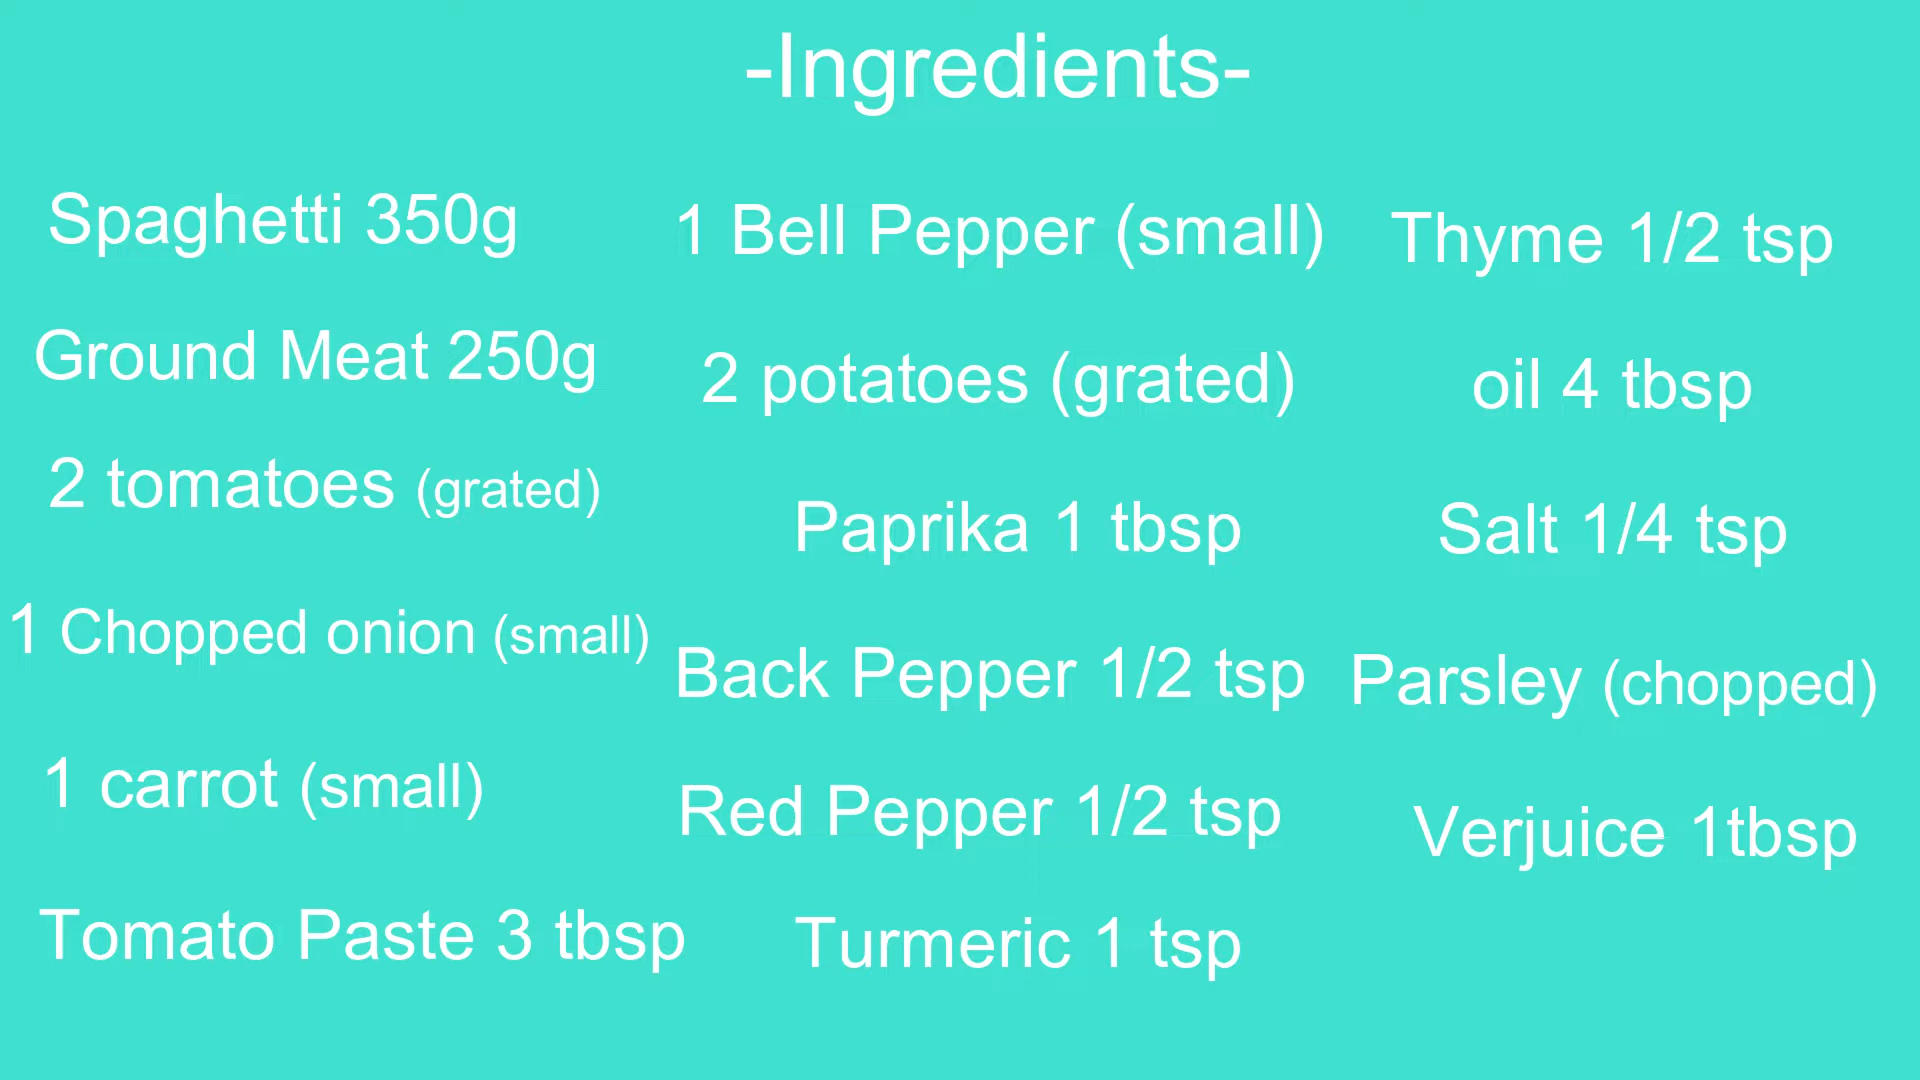 -Ingredients-
Spaghetti 350g
Ground Meat 250g
2 tomatoes (grated)
1 Chopped onion (small)
1 carrot (small)
Tomato Paste 3 tbsp
1 Bell Pepper (small)
2 potatoes (grated)
Paprika 1 tbsp
Back Pepper 1/2 tsp
Red Pepper 1/2 tsp
Turmeric 1 tsp
Thyme 1/2 tsp
oil 4 tbsp
Salt 1/4 tsp
Parsley (chopped)
Verjuice 1tbsp